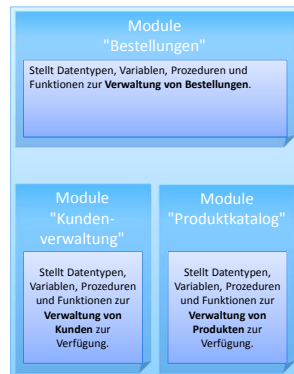 Module
"Bestellungen"
Stellt Datentypen, Variablen, Prozeduren und
Funktionen zur Verwaltung von Bestellungen.
Module
"Kunden-
verwaltung"
Stellt Datentypen,
Variablen, Prozeduren
und Funktionen zur
Verwaltung von
Kunden zur
Verfügung.
Module
"Produktkatalog"
Stellt Datentypen,
Variablen, Prozeduren
und Funktionen zur
Verwaltung von
Produkten zur
Verfügung.